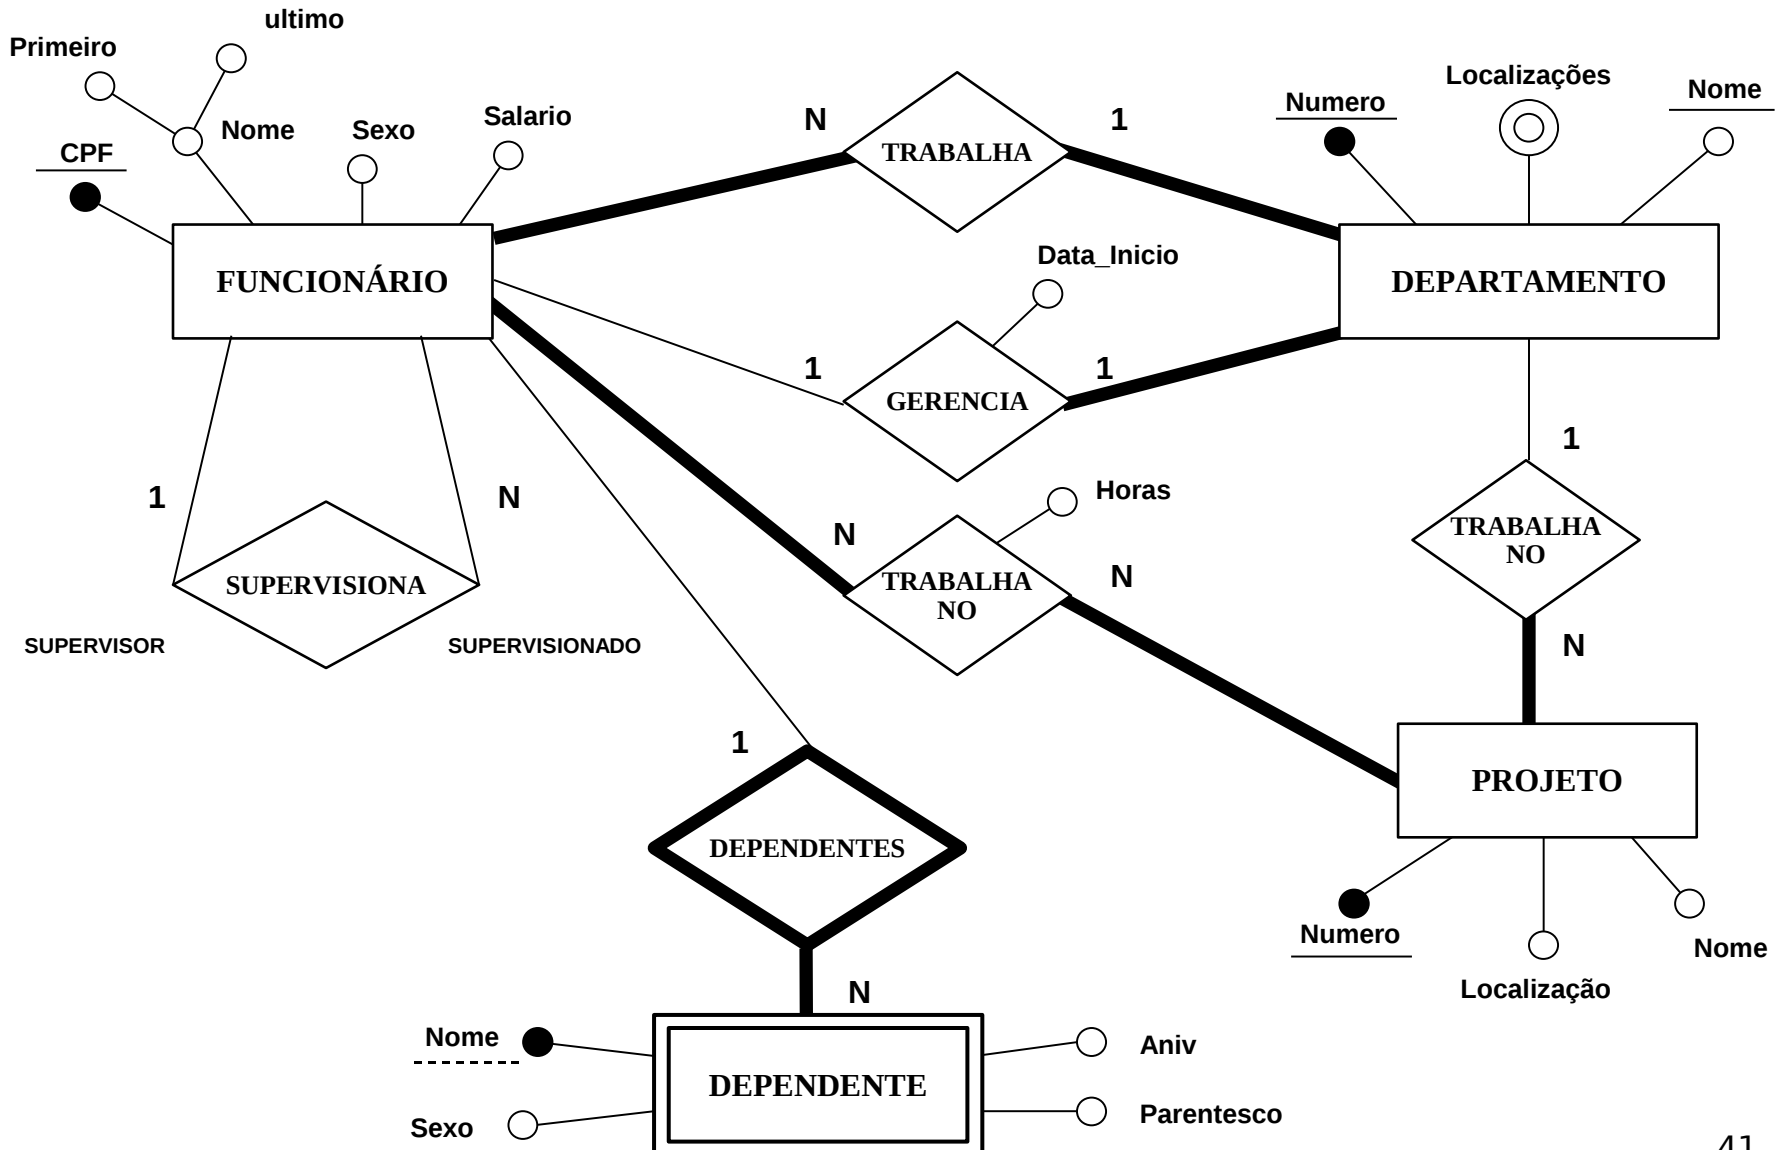 ultimo
Primeiro
Localizações
Nome
Numero
Salario
N
1
Nome
Sexo
CPF
TRABALHA
Data_Inicio
FUNCIONÁRIO
DEPARTAMENTO
1
1
GERENCIA
1
Horas
1
N
TRABALHA
NO
N
N
TRABALHA
NO
SUPERVISIONA
SUPERVISOR
SUPERVISIONADO
N
1
PROJETO
DEPENDENTES
Numero
Nome
Localização
N
Nome
Aniv
DEPENDENTE
Sexo
Parentesco
41